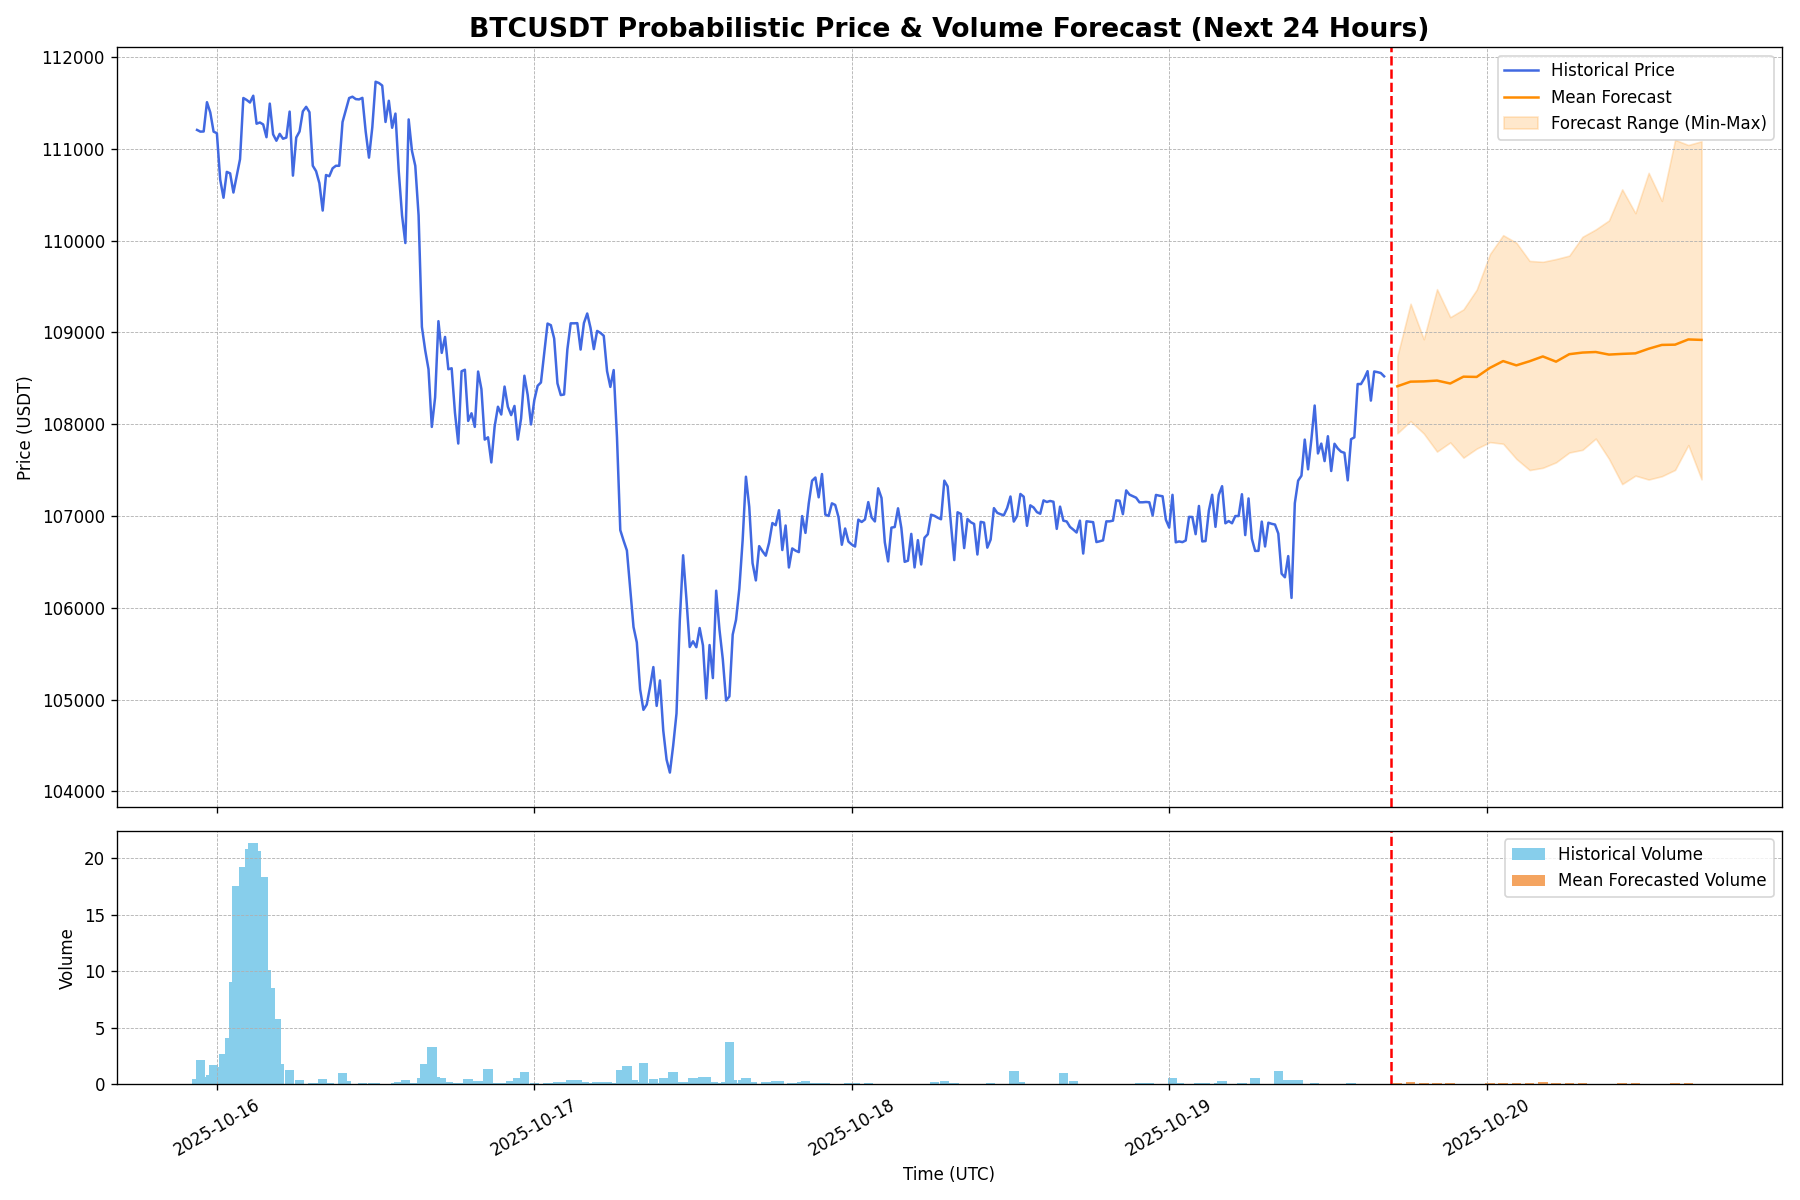 BTCUSDT Probabilistic Price & Volume Forecast (Next 24 Hours)
112000
111000
110000
109000
108000
107000
106000
105000
104000
Price (USDT)
Historical Price
Mean Forecast
Forecast Range (Min-Max)
20
15
10
5
0
Volume
Historical Volume
Mean Forecasted Volume
2025-10-16
2025-10-17
2025-10-18
2025-10-19
2025-10-20
Time (UTC)